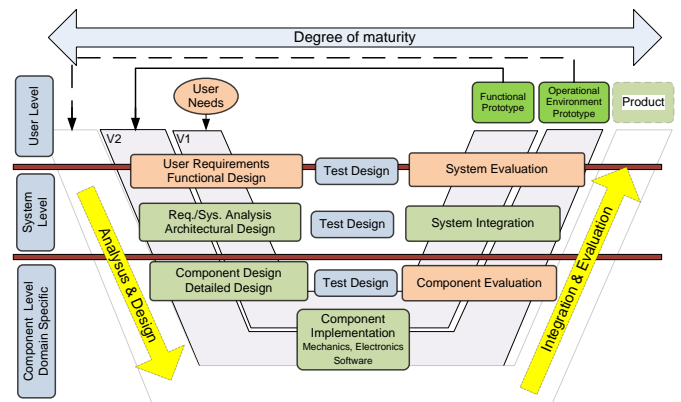 Degree of maturity
User Level
User
Needs
Functional
Prototype
Operational
Environment
Prototype
Product
V2
V1
User Requirements
Functional Design
Test Design
System Evaluation
System
Level
Req./Sys. Analysis
Architectural Design
Test Design
System Integration
Component Level
Domain Specific
Component Design
Detailed Design
Test Design
Component Evaluation
Component
Implementation
Mechanics, Electronics
Software
Analysus & Design
Integration & Evaluation